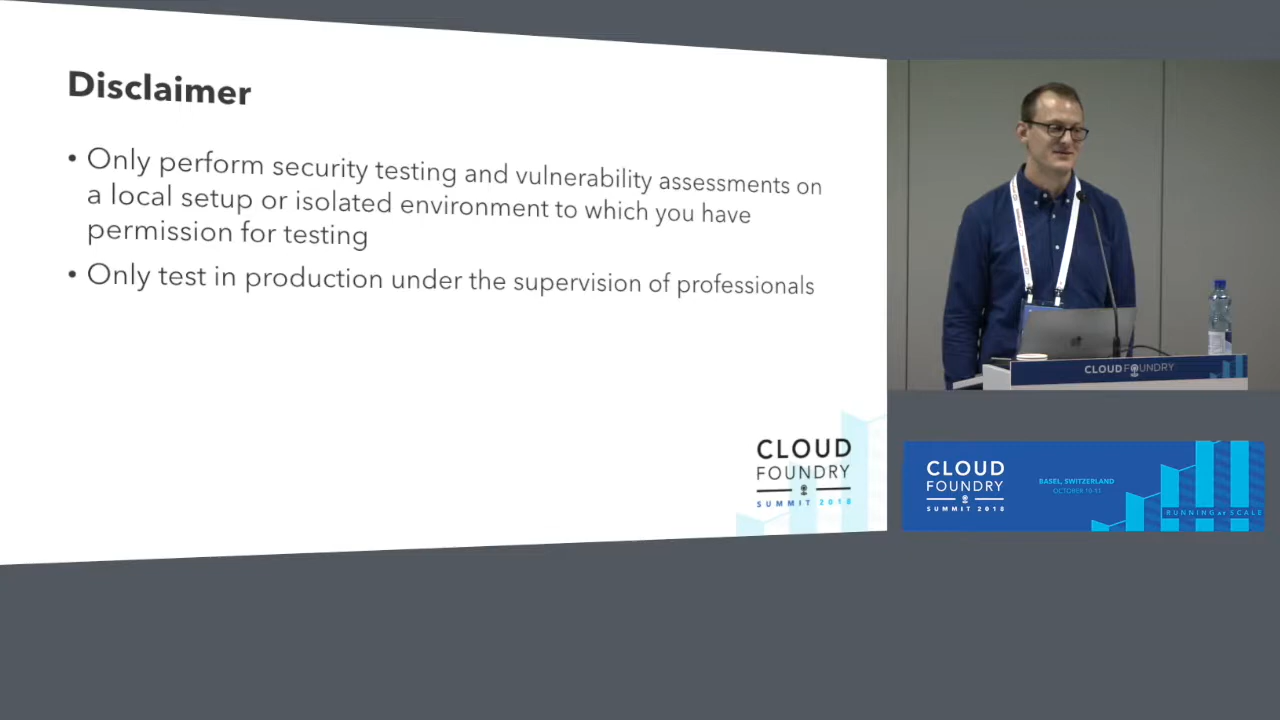 Disclaimer
• Only perform security testing and vulnerability assessments on
a local setup or isolated environment to which you have
permission for testing
• Only test in production under the supervision of professionals
CLOUD
FOUNDRY
SUMMIT 2018
CLOUD FOUNDRY
CLOUD
FOUNDRY
SUMMIT 2018
BASEL, SWITZERLAND
OCTOBER 10-11
RUNNING at SCALE